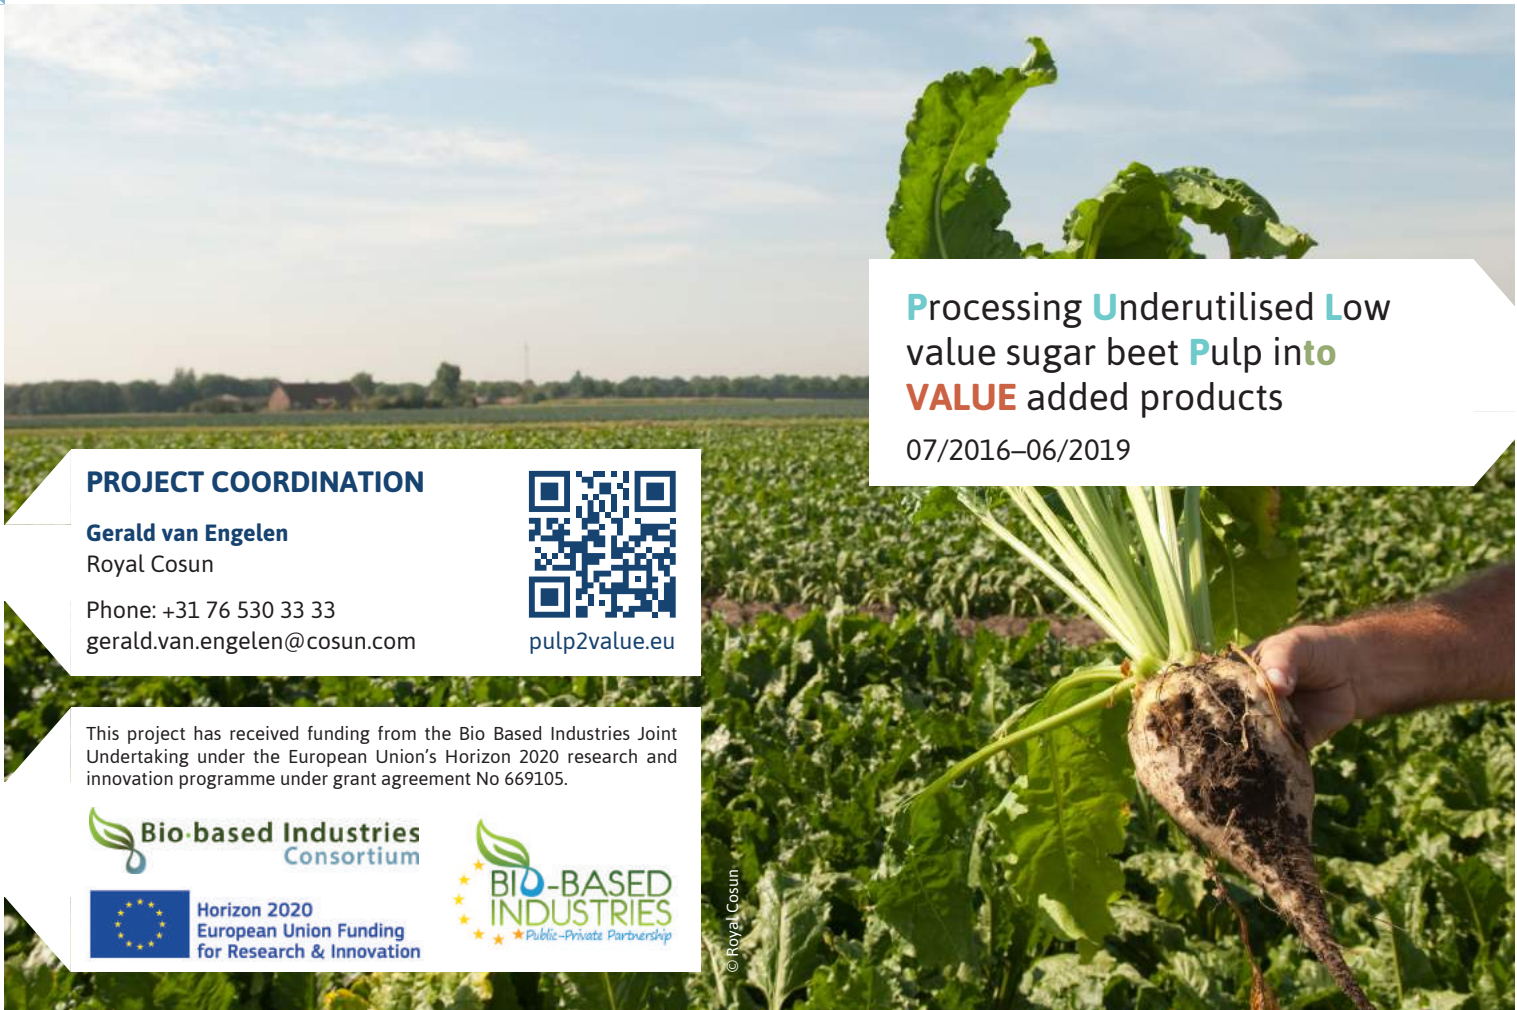 Processing Underutilised Low
value sugar beet Pulp into
VALUE added products
07/2016–06/2019
PROJECT COORDINATION
Gerald van Engelen
Royal Cosun
Phone: +31 76 530 33 33
gerald.van.engelen@cosun.com
pulp2value.eu
This project has received funding from the Bio Based Industries Joint
Undertaking under the European Union’s Horizon 2020 research and
innovation programme under grant agreement No 669105.
Bio-based Industries
Consortium
Horizon 2020
European Union Funding
for Research & Innovation
BIO-BASED
INDUSTRIES
Public-Private Partnership
© Royal Cosun